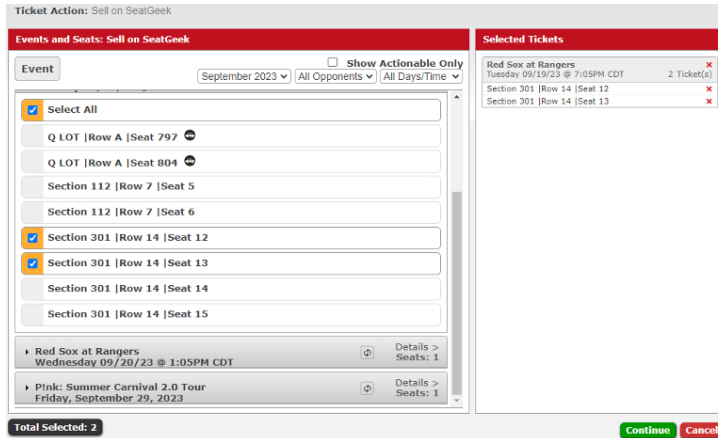 Ticket Action: Sell on SeatGeek
Events and Seats: Sell on SeatGeek
Event
Show Actionable Only
September 2023 All Opponents All Days/Time
Select All
Q LOT |Row A |Seat 797
Q LOT |Row A |Seat 804
Section 112 |Row 7 |Seat 5
Section 112 |Row 7 |Seat 6
Section 301 |Row 14 |Seat 12
Section 301 |Row 14 |Seat 13
Section 301 |Row 14 |Seat 14
Section 301 |Row 14 |Seat 15
Red Sox at Rangers
Wednesday 09/20/23 @ 1:05PM CDT
Details >
Seats: 1
P!nk: Summer Carnival 2.0 Tour
Friday, September 29, 2023
Details >
Seats: 1
Total Selected: 2
Selected Tickets
Red Sox at Rangers
Tuesday 09/19/23 @ 7:05PM CDT 2 Ticket(s)
Section 301 |Row 14 |Seat 12
Section 301 |Row 14 |Seat 13
Continue Cancel